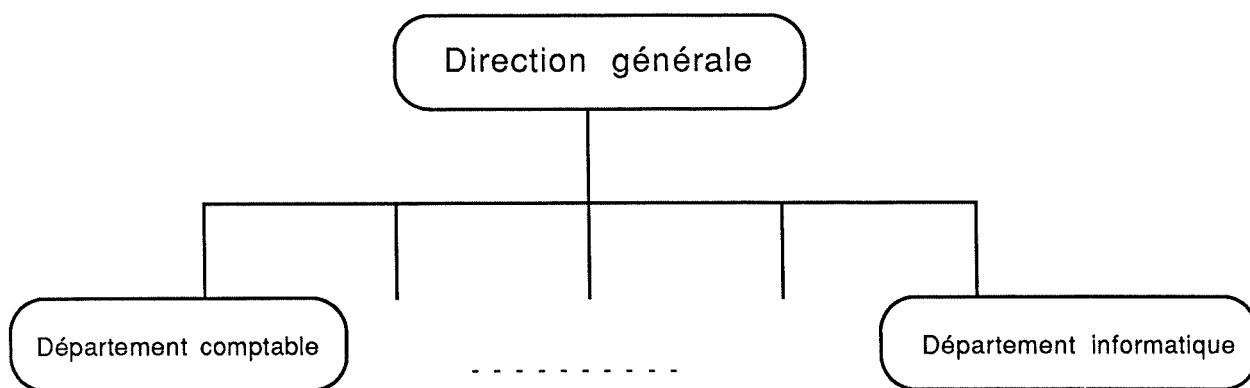 Direction générale
Département comptable
Département informatique
- - - - - - - - - -